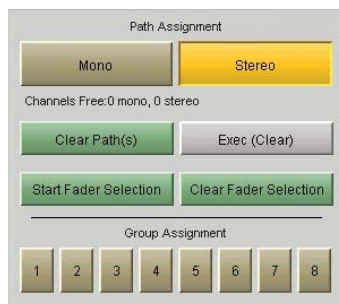 Path Assignment
Mono Stereo
Channels Free:0 mono, 0 stereo
Clear Path(s) Exec (Clear)
Start Fader Selection Clear Fader Selection
Group Assignment
1 2 3 4 5 6 7 8